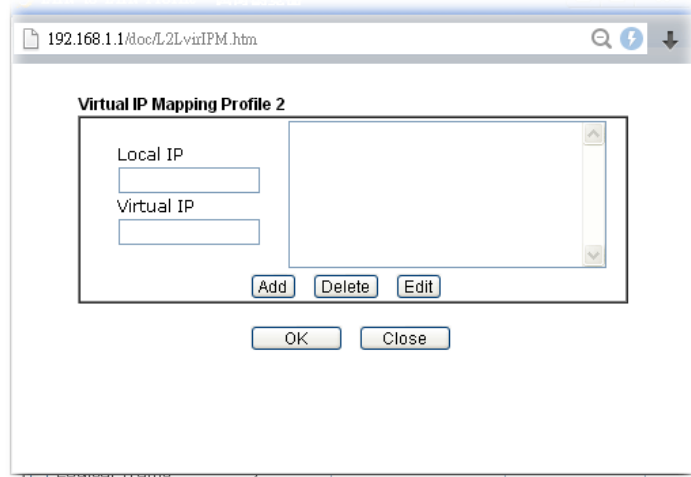 192.168.1.1/doc/L2LvirIPM.htm
Virtual IP Mapping Profile 2
Local IP
Virtual IP
Add Delete Edit
OK Close